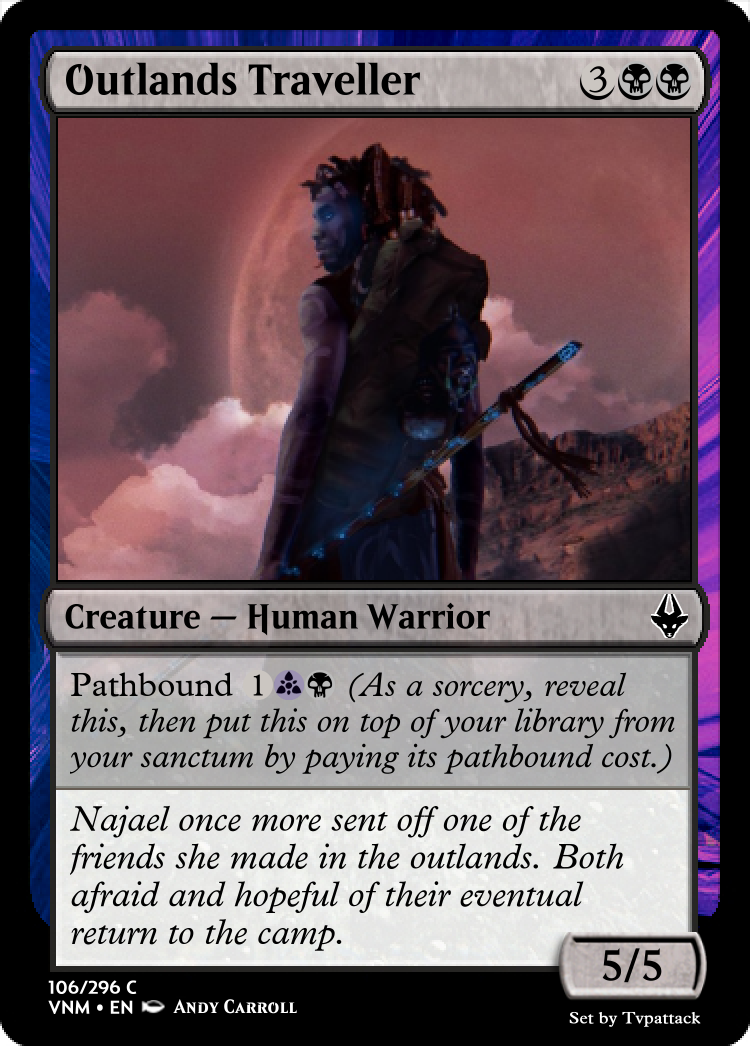 Outlands Traveller 3
Creature — Human Warrior
Pathbound 1 (As a sorcery, reveal
this, then put this on top of your library from
your sanctum by paying its pathbound cost.)
Najael once more sent off one of the
friends she made in the outlands. Both
afraid and hopeful of their eventual
return to the camp.
5/5
106/296 C
VNM • EN Andy Carroll
Set by Tvpattack